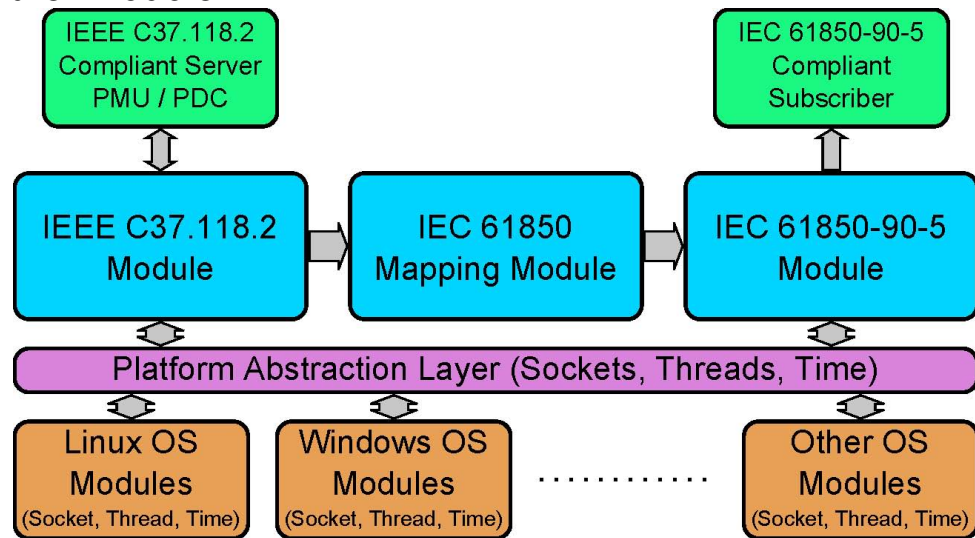 IEEE C37.118.2
Compliant Server
PMU / PDC
IEC 61850-90-5
Compliant
Subscriber
IEEE C37.118.2
Module
IEC 61850
Mapping Module
IEC 61850-90-5
Module
Platform Abstraction Layer (Sockets, Threads, Time)
Linux OS
Modules
(Socket, Thread, Time)
Windows OS
Modules
(Socket, Thread, Time)
............
Other OS
Modules
(Socket, Thread, Time)